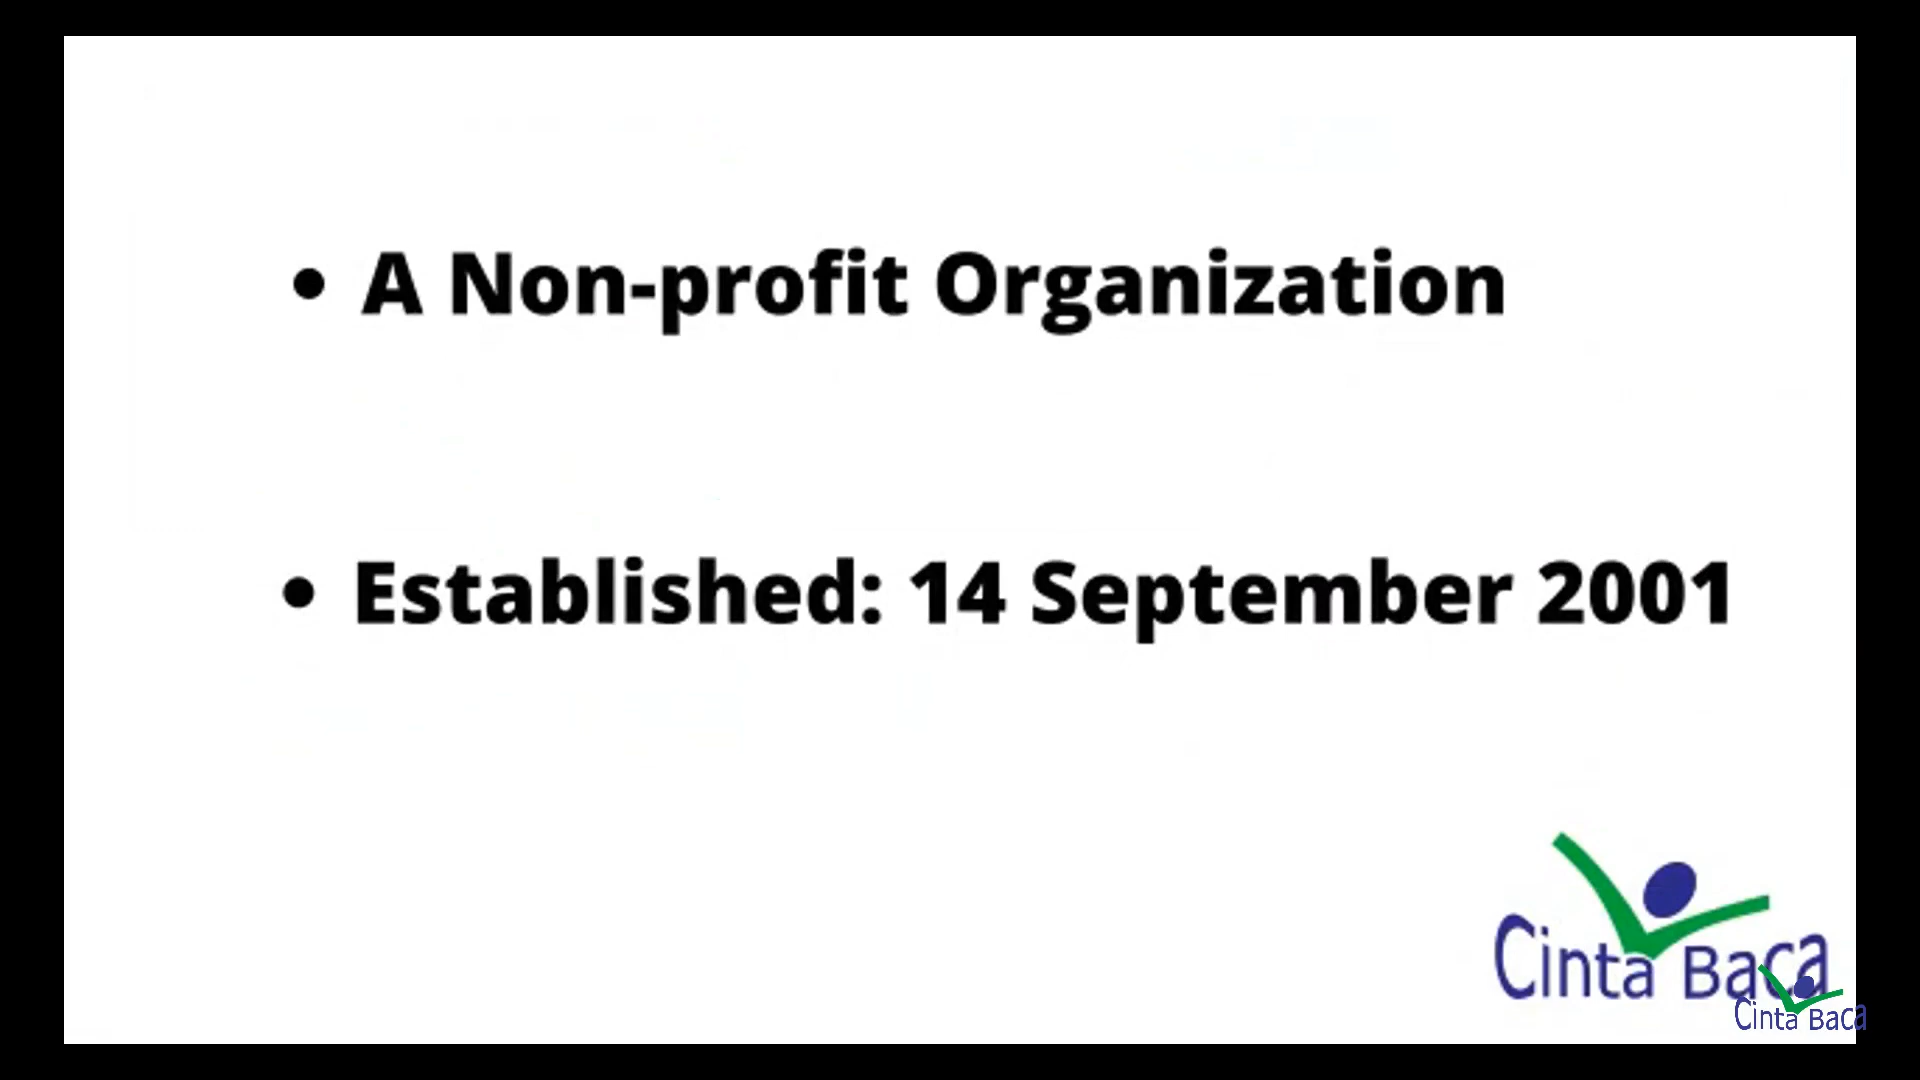 • A Non-profit Organization
• Established: 14 September 2001
Cinta Baca
Cinta Baca